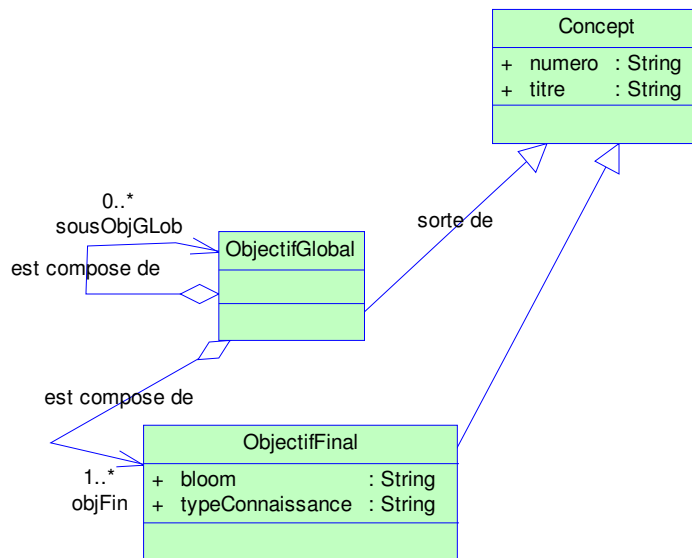 Concept
+ numero : String
+ titre : String
0..*
sousObjGLob
sorte de
ObjectifGlobal
est compose de
est compose de
ObjectifFinal
1..*
+ bloom : String
objFin
+ typeConnaissance : String